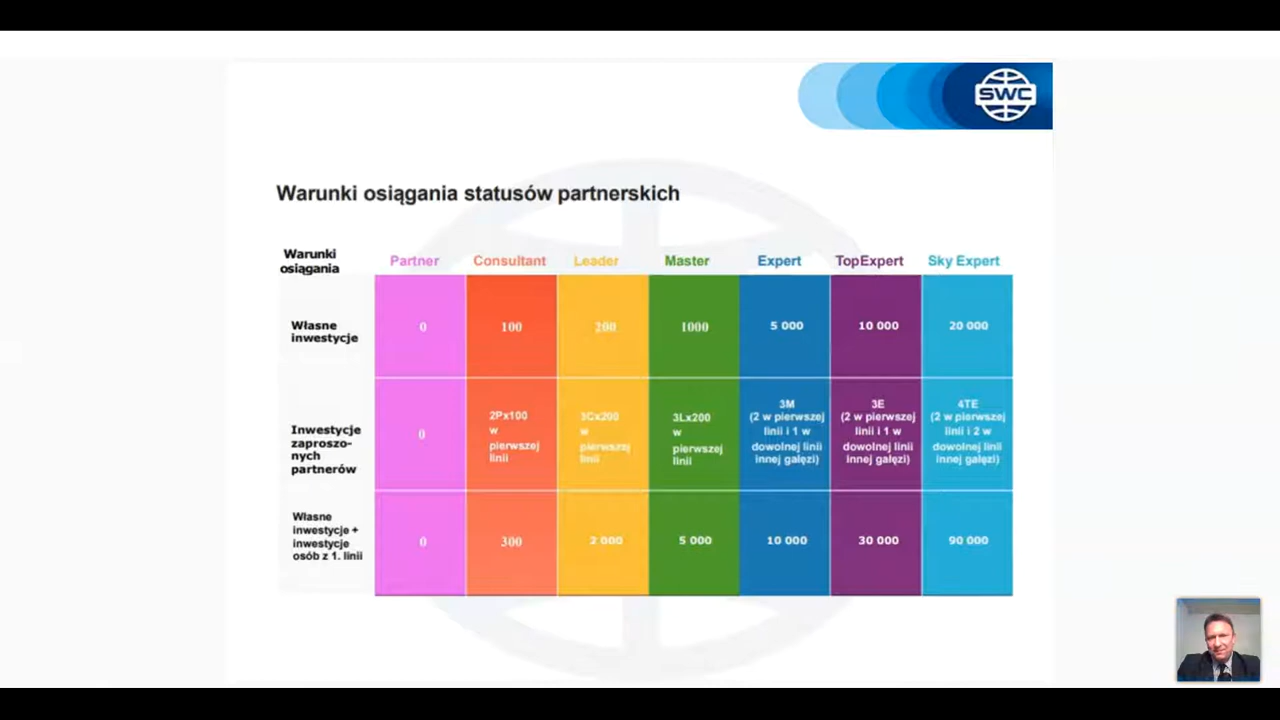 SWC
Warunki osiągania statusów partnerskich
Warunki
osiągania
Partner
Consultant
Leader
Master
Expert
TopExpert
Sky Expert
Własne
inwestycje
0
100
200
1000
5 000
10 000
20 000
Inwestycje
zaproszo-
nych
partnerów
0
2Px100
w
pierwszej
linii
3Cx200
w
pierwszej
linii
3Lx200
w
pierwszej
linii
3M
(2 w pierwszej
linii i 1 w
dowolnej linii
innej gałęzi)
3E
(2 w pierwszej
linii i 1 w
dowolnej linii
innej gałęzi)
4TE
(2 w pierwszej
linii i 2 w
dowolnej linii
innej gałęzi)
Własne
inwestycje +
inwestycje
osób z 1. linii
0
300
2 000
5 000
10 000
30 000
90 000